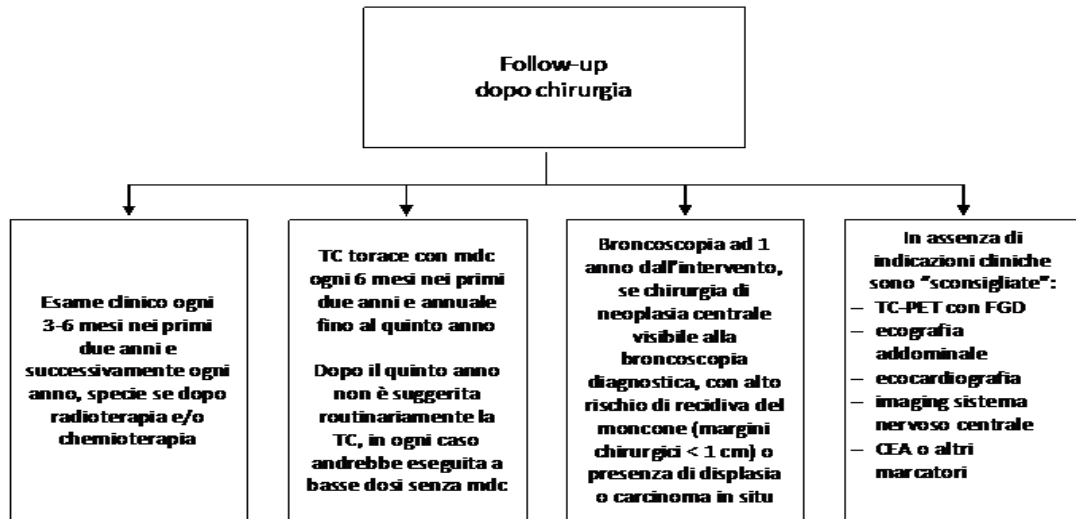 Follow-up
dopo chirurgia
Esame clinico ogni
3-6 mesi nei primi
due anni e
successivamente ogni
anno, specie se dopo
radioterapia e/o
chemioterapia
TC torace con mdc
ogni 6 mesi nei primi
due anni e annuale
fino al quinto anno
Dopo il quinto anno
non è suggerita
routinariamente la
TC, in ogni caso
andrebbe eseguita a
basse dosi senza mdc
Broncoscopia ad 1
anno dall'intervento,
se chirurgia di
neoplasia centrale
visibile alla
broncoscopia
diagnostica, con alto
rischio di recidiva del
moncone (margini
chirurgici < 1 cm) o
presenza di displasia
o carcinoma in situ
In assenza di
indicazioni cliniche
sono "sconsigliate":
– TC-PET con FGD
– ecografia
addominale
– ecocardiografia
– imaging sistema
nervoso centrale
– CEA o altri
marcatori